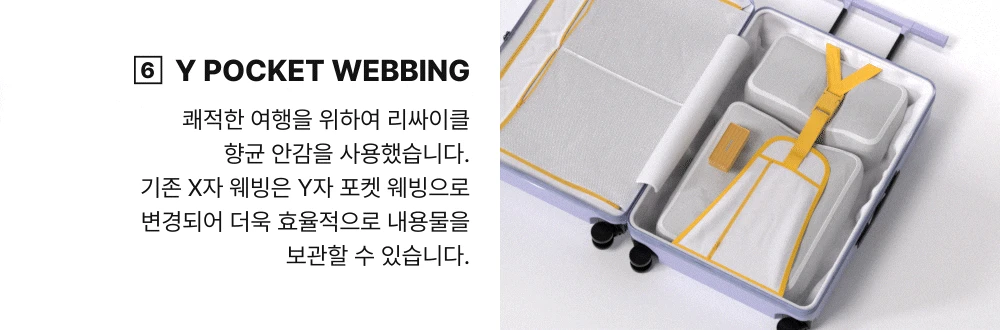 6 Y POCKET WEBBING
쾌적한 여행을 위하여 리싸이클
향균 안감을 사용했습니다.
기존 X자 웨빙은 Y자 포켓 웨빙으로
변경되어 더욱 효율적으로 내용물을
보관할 수 있습니다.